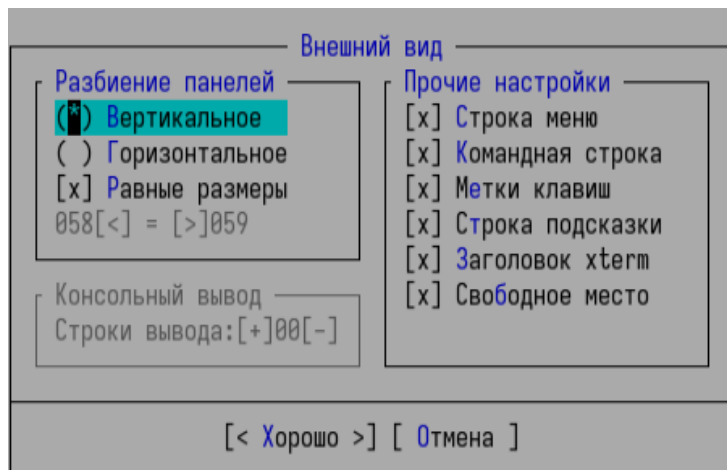 Внешний вид
Разбиение панелей
(*) Вертикальное
( ) Горизонтальное
[x] Равные размеры
058[<] = [>]059
Консольный вывод
Строки вывода:[+]00[-]
Прочие настройки
[x] Строка меню
[x] Командная строка
[x] Метки клавиш
[x] Строка подсказки
[x] Заголовок xterm
[x] Свободное место
[< Хорошо >] [ Отмена ]